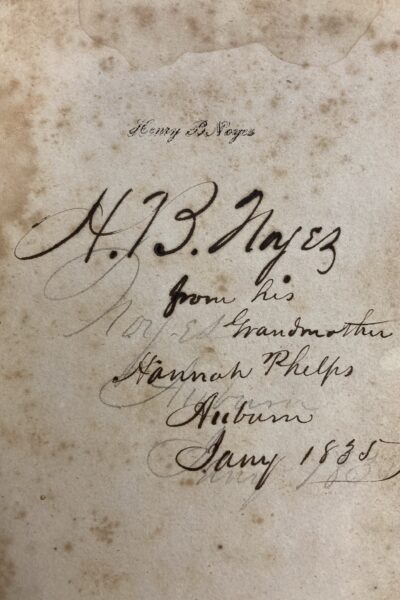 Henry B Noyes
H. B. Noyes
from his
Grandmother
Hannah Phelps
Auburn
Jany 1835